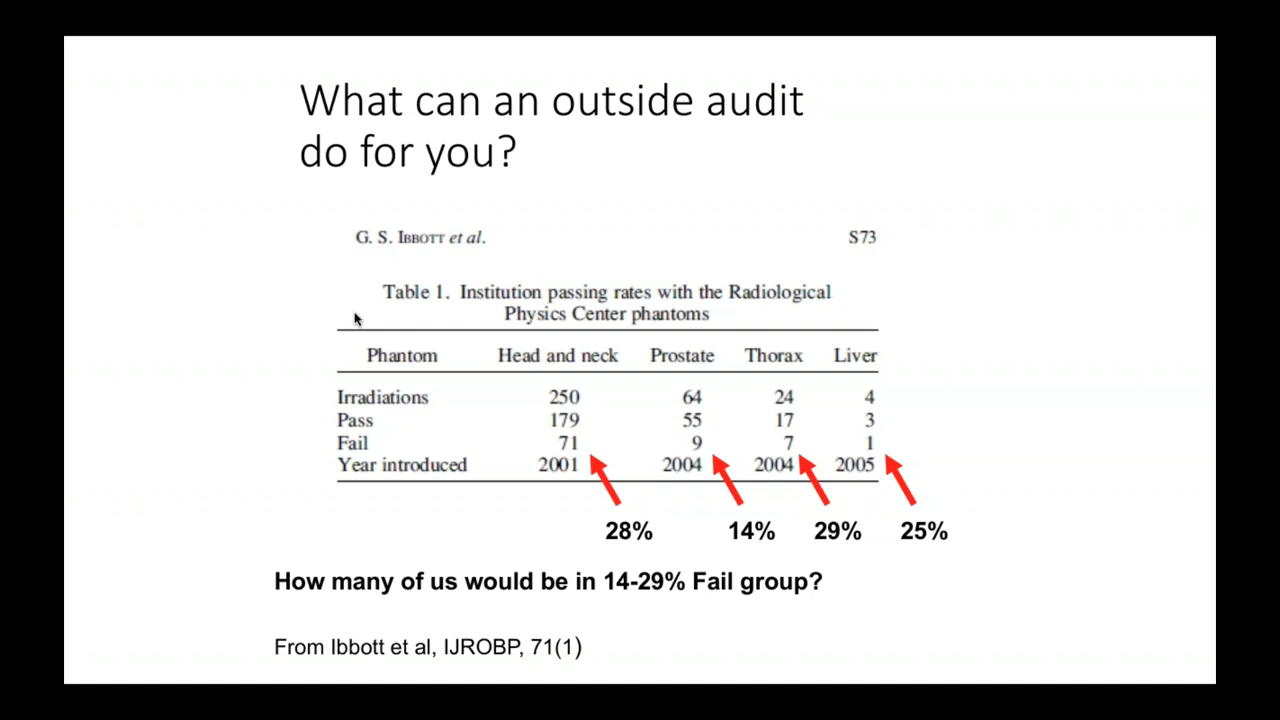 What can an outside audit
do for you?
G. S. IBBOTT et al. S73
Table 1. Institution passing rates with the Radiological
Physics Center phantoms
Phantom Head and neck Prostate Thorax Liver
Irradiations 250 64 24 4
Pass 179 55 17 3
Fail 71 9 7 1
Year introduced 2001 2004 2004 2005
28% 14% 29% 25%
How many of us would be in 14-29% Fail group?
From Ibbott et al, IJROBP, 71(1)